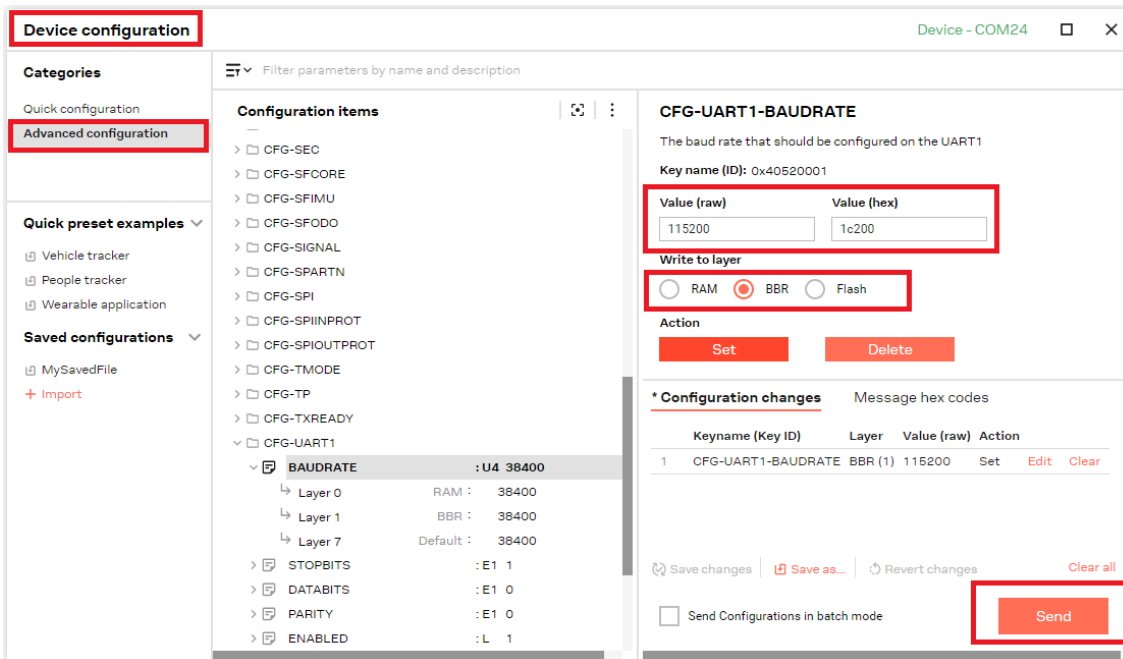 Device configuration
Device - COM24
Categories
Quick configuration
Advanced configuration
Quick preset examples
Vehicle tracker
People tracker
Wearable application
Saved configurations
MySavedFile
+ Import
Filter parameters by name and description
Configuration items
CFG-SEC
CFG-SFCORE
CFG-SFIMU
CFG-SFODO
CFG-SIGNAL
CFG-SPARTN
CFG-SPI
CFG-SPIINPROT
CFG-SPIOUTPROT
CFG-TMODE
CFG-TP
CFG-TXREADY
CFG-UART1
BAUDRATE : U4 38400
Layer 0 RAM : 38400
Layer 1 BBR : 38400
Layer 7 Default : 38400
STOPBITS : E1 1
DATABITS : E1 0
PARITY : E1 0
ENABLED : L 1
CFG-UART1-BAUDRATE
The baud rate that should be configured on the UART1
Key name (ID): 0x40520001
Value (raw) Value (hex)
115200 1c200
Write to layer
RAM BBR Flash
Action
Set Delete
* Configuration changes Message hex codes
Keyname (Key ID) Layer Value (raw) Action
1 CFG-UART1-BAUDRATE BBR (1) 115200 Set Edit Clear
Save changes Save as... Revert changes Clear all
Send Configurations in batch mode Send